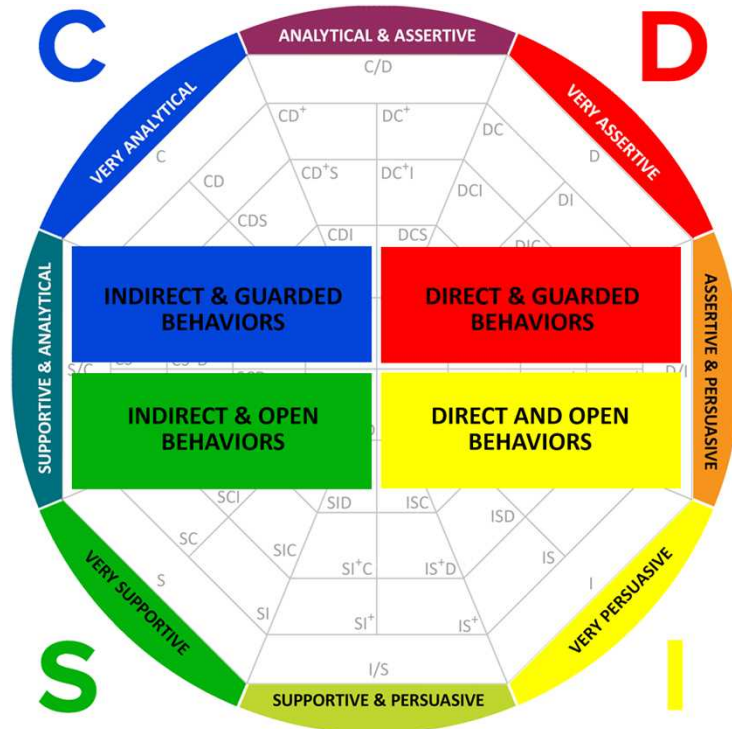 C
D
ANALYTICAL & ASSERTIVE
VERY ANALYTICAL
VERY ASSERTIVE
C/D
CD+
DC+
C
DC
D
CD+S
DC+I
CD
DCI
DI
CDS
CDI
DCS
DIC
INDIRECT & GUARDED
BEHAVIORS
DIRECT & GUARDED
BEHAVIORS
SUPPORTIVE & ANALYTICAL
ASSERTIVE & PERSUASIVE
S/C
D/I
INDIRECT & OPEN
BEHAVIORS
DIRECT AND OPEN
BEHAVIORS
SCI
SID
ISC
ISD
SC
SIC
IS
S
SI+C
IS+D
I
SI
SI+
IS+
VERY SUPPORTIVE
VERY PERSUASIVE
I/S
SUPPORTIVE & PERSUASIVE
S
I